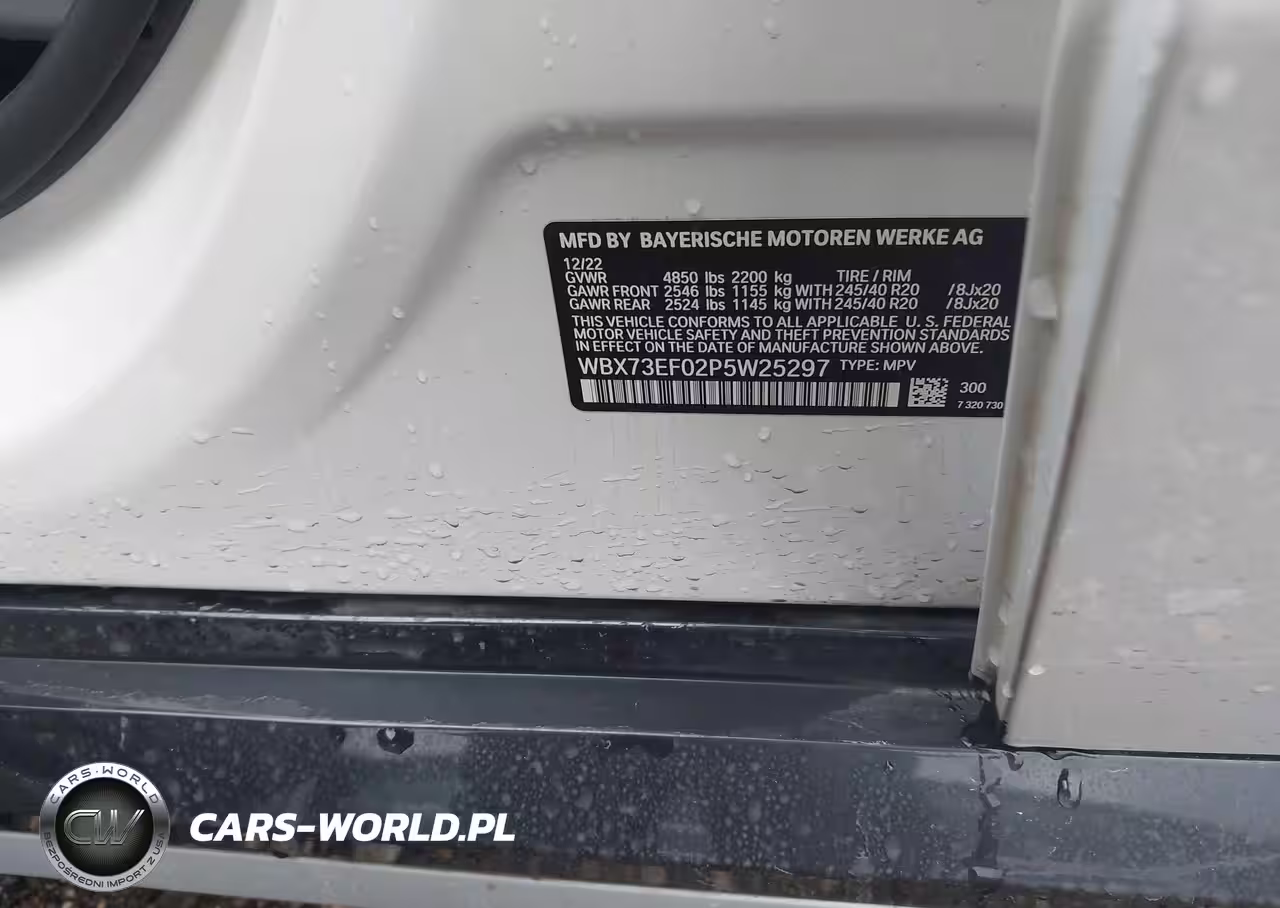 MFD BY BAYERISCHE MOTOREN WERKE AG
12/22
GVWR 4850 lbs 2200 kg TIRE / RIM
GAWR FRONT 2546 lbs 1155 kg WITH 245/40 R20 /8Jx20
GAWR REAR 2524 lbs 1145 kg WITH 245/40 R20 /8Jx20
THIS VEHICLE CONFORMS TO ALL APPLICABLE U. S. FEDERAL
MOTOR VEHICLE SAFETY AND THEFT PREVENTION STANDARDS
IN EFFECT ON THE DATE OF MANUFACTURE SHOWN ABOVE.
WBX73EF02P5W25297 TYPE: MPV
300
7 320 730
CARS-WORLD
CW
BEZPOŚREDNI IMPORT Z USA
CARS-WORLD.PL